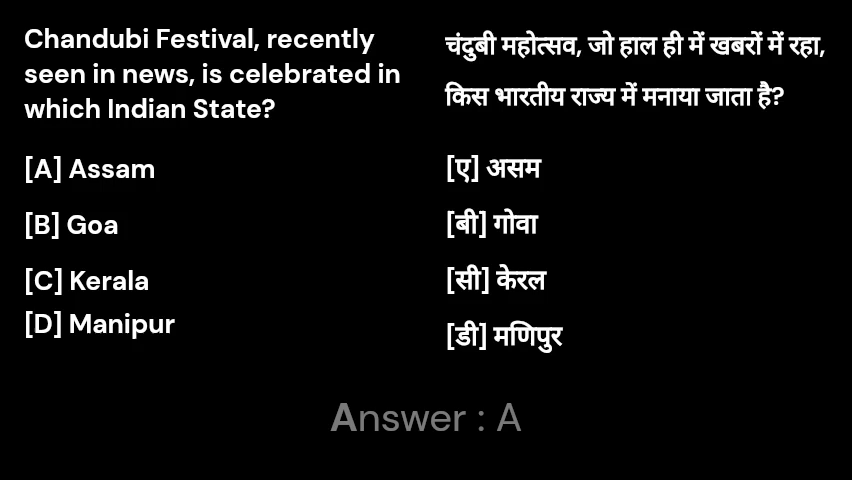 Chandubi Festival, recently
seen in news, is celebrated in
which Indian State?
[A] Assam
[B] Goa
[C] Kerala
[D] Manipur
चंदुबी महोत्सव, जो हाल ही में खबरों में रहा,
किस भारतीय राज्य में मनाया जाता है?
[ए] असम
[बी] गोवा
[सी] केरल
[डी] मणिपुर
Answer : A